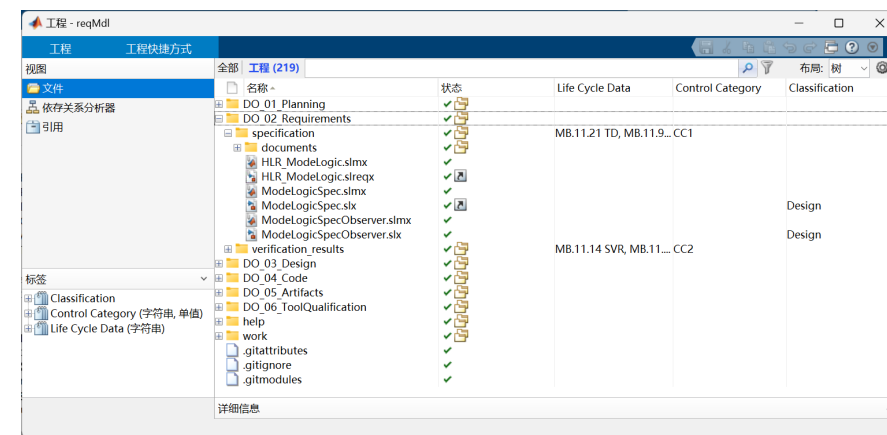 工程 - reqMdl
工程 工程快捷方式
视图
全部 工程 (219) 布局: 树
文件
依存关系分析器
引用
名称 状态 Life Cycle Data Control Category Classification
DO_01_Planning
DO_02_Requirements
specification MB.11.21 TD, MB.11.9... CC1
documents
HLR_ModeLogic.slmx
HLR_ModeLogic.slreqx
ModeLogicSpec.slmx
ModeLogicSpec.slx Design
ModeLogicSpecObserver.slmx
ModeLogicSpecObserver.slx Design
verification_results MB.11.14 SVR, MB.11.... CC2
DO_03_Design
DO_04_Code
DO_05_Artifacts
DO_06_ToolQualification
help
work
.gitattributes
.gitignore
.gitmodules
标签
Classification
Control Category (字符串, 单值)
Life Cycle Data (字符串)
详细信息